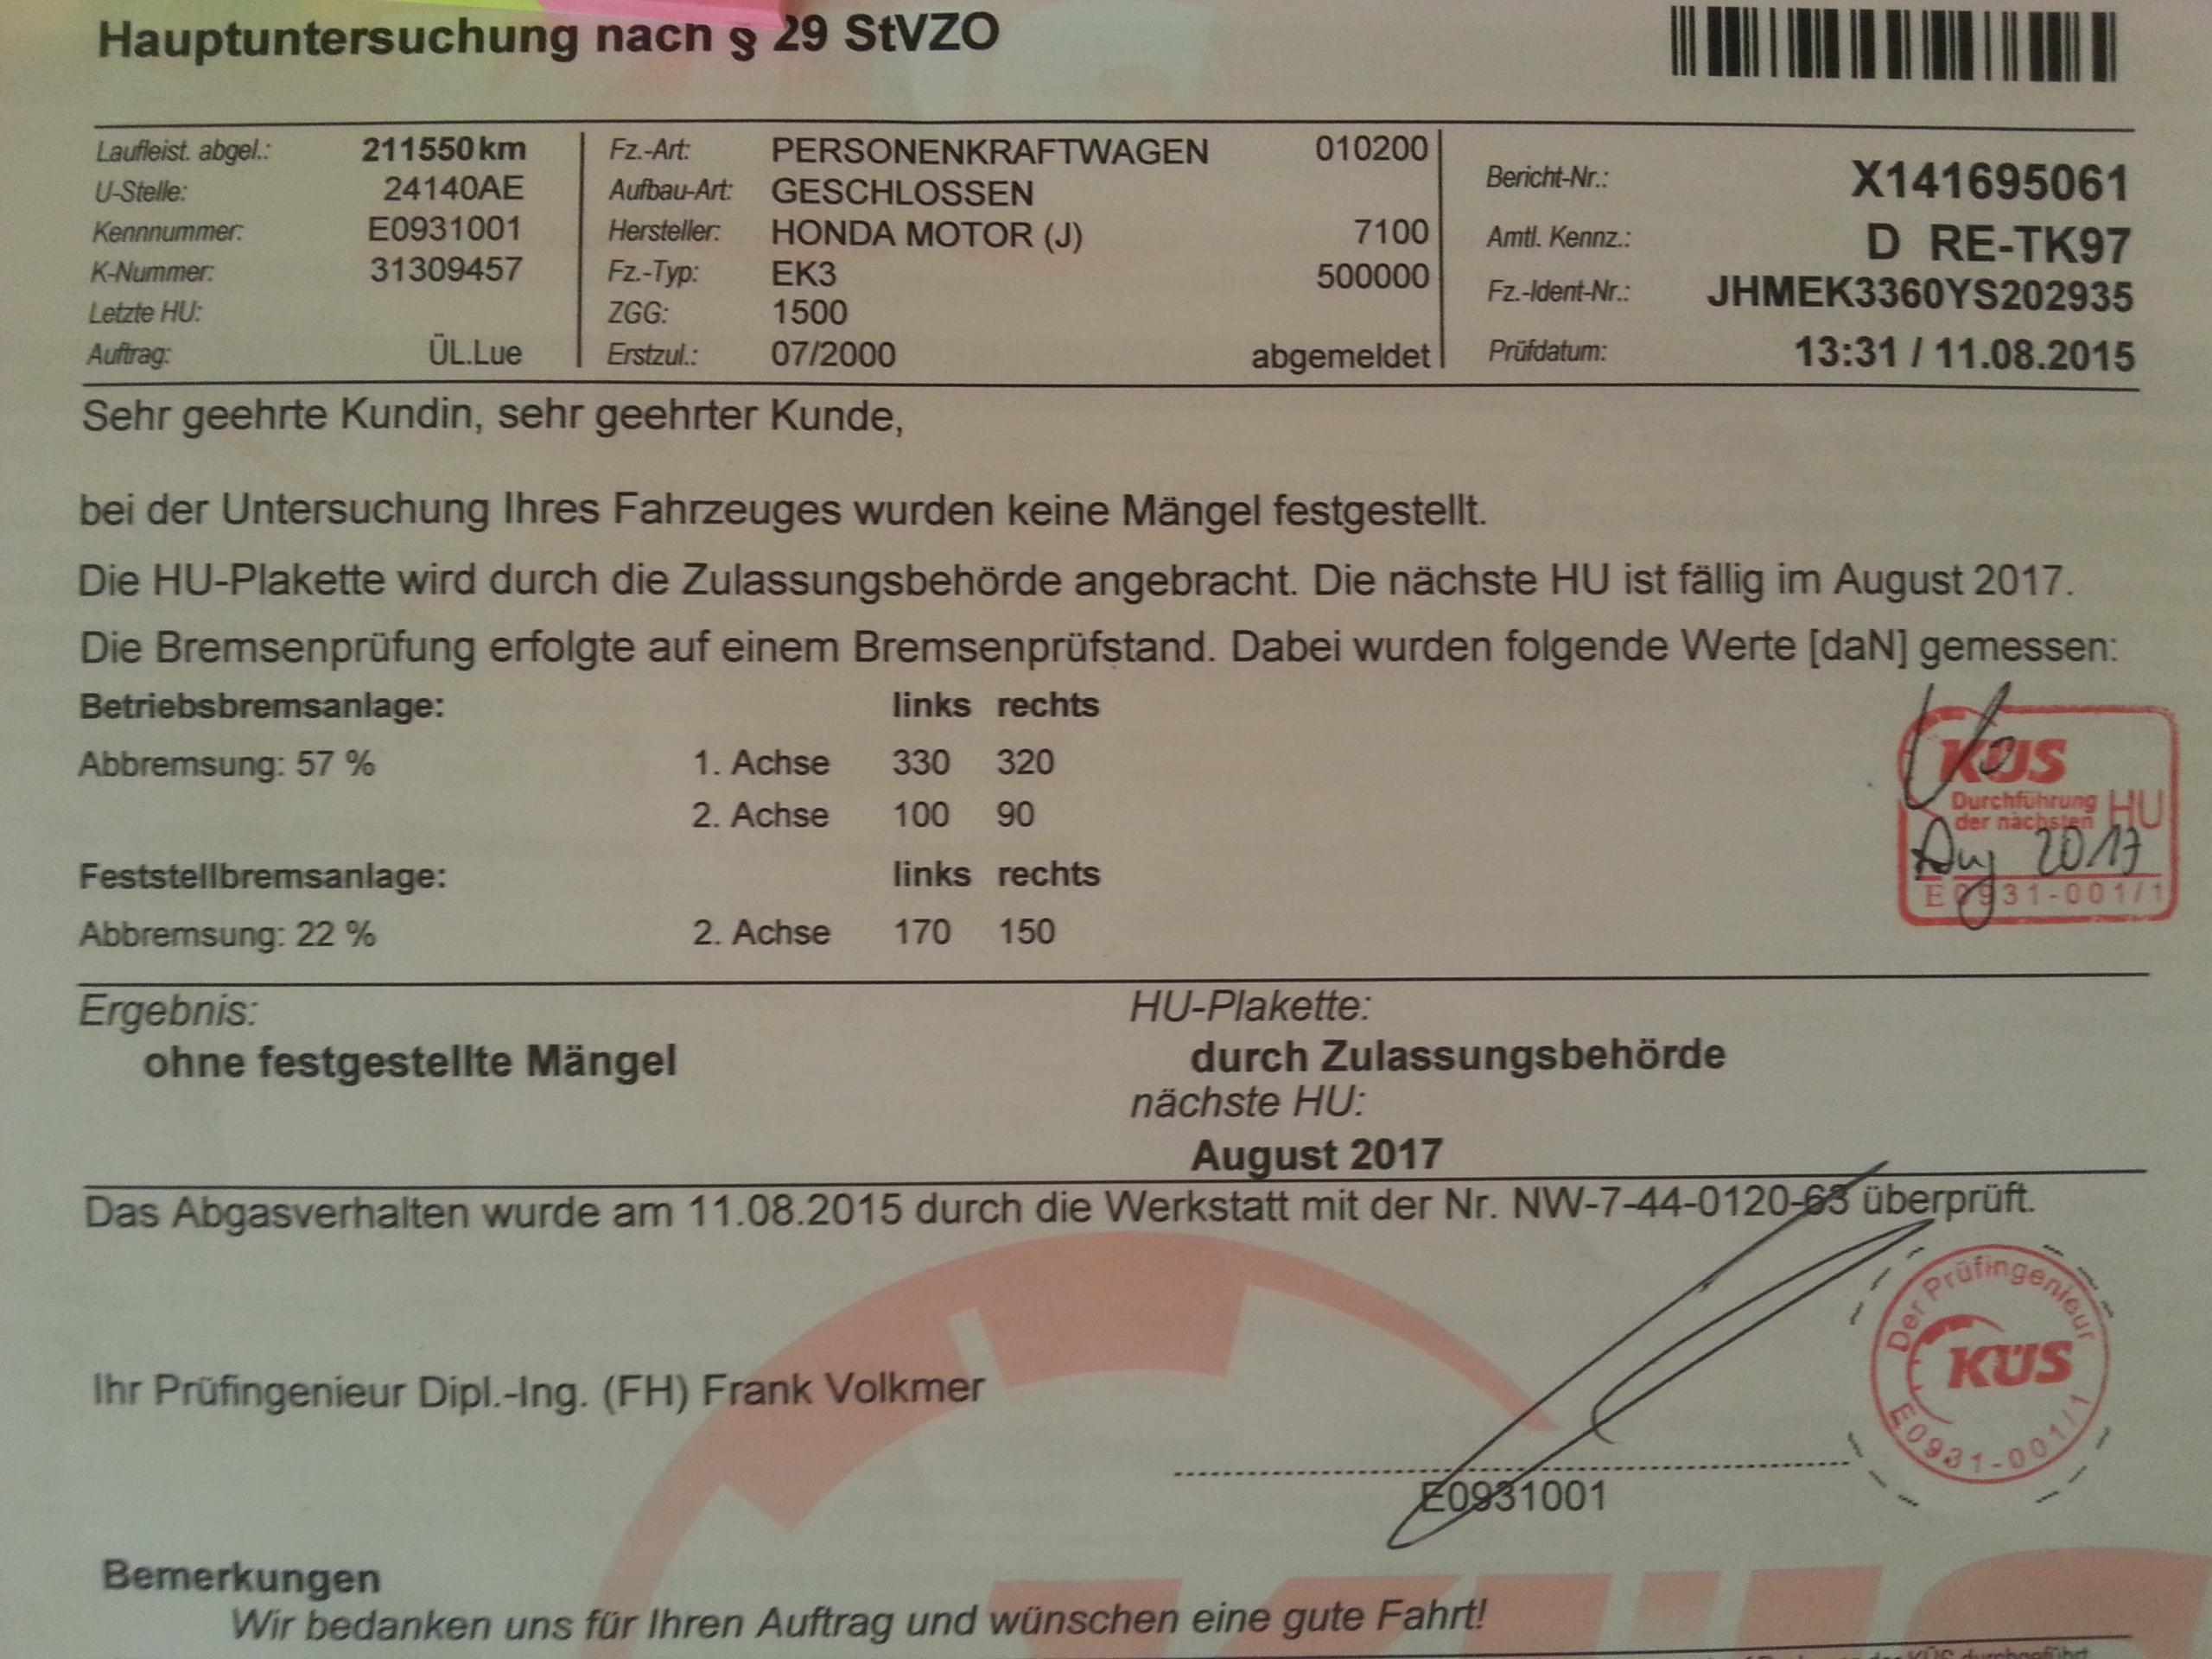 Hauptuntersuchung nach § 29 StVZO
Laufleist. abgel.: 211550 km
U-Stelle: 24140AE
Kennnummer: E0931001
K-Nummer: 31309457
Letzte HU:
Auftrag: ÜL.Lue
Fz.-Art: PERSONENKRAFTWAGEN 010200
Aufbau-Art: GESCHLOSSEN
Hersteller: HONDA MOTOR (J) 7100
Fz.-Typ: EK3 500000
ZGG: 1500
Erstzul.: 07/2000 abgemeldet
Bericht-Nr.: X141695061
Amtl. Kennz.: D RE-TK97
Fz.-Ident-Nr.: JHMEK3360YS202935
Prüfdatum: 13:31 / 11.08.2015
Sehr geehrte Kundin, sehr geehrter Kunde,
bei der Untersuchung Ihres Fahrzeuges wurden keine Mängel festgestellt.
Die HU-Plakette wird durch die Zulassungsbehörde angebracht. Die nächste HU ist fällig im August 2017.
Die Bremsenprüfung erfolgte auf einem Bremsenprüfstand. Dabei wurden folgende Werte [daN] gemessen:
Betriebsbremsanlage: links rechts
Abbremsung: 57 % 1. Achse 330 320
2. Achse 100 90
Feststellbremsanlage: links rechts
Abbremsung: 22 % 2. Achse 170 150
KÜS
Durchführung
der nächsten HU
Aug 2017
E0931-001/1
Ergebnis:
ohne festgestellte Mängel
HU-Plakette:
durch Zulassungsbehörde
nächste HU:
August 2017
Das Abgasverhalten wurde am 11.08.2015 durch die Werkstatt mit der Nr. NW-7-44-0120-63 überprüft.
Der Prüfingenieur
KÜS
E0931-001/1
Ihr Prüfingenieur Dipl.-Ing. (FH) Frank Volkmer
E0931001
Bemerkungen
Wir bedanken uns für Ihren Auftrag und wünschen eine gute Fahrt!